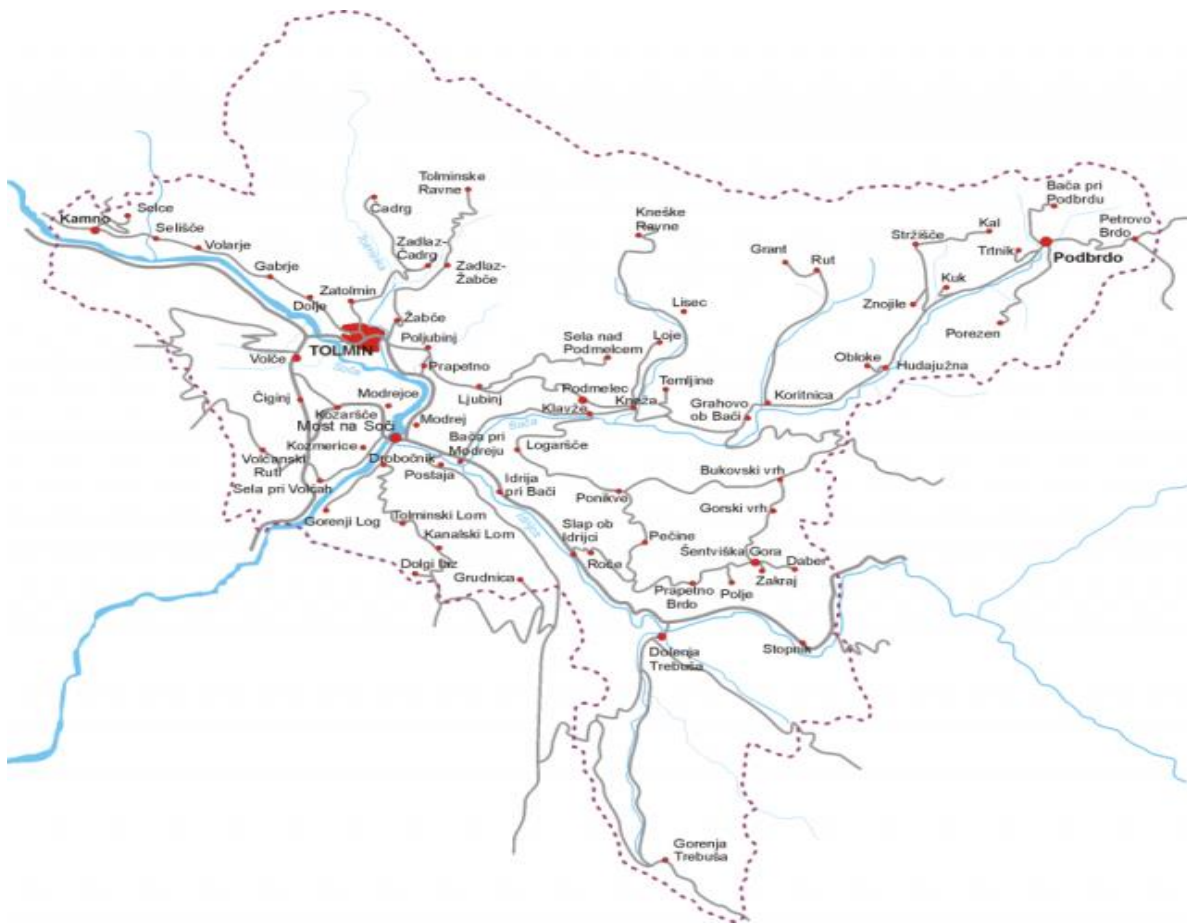 Tolminske
Ravne
Čadrg
Kamno
Selce
Selišče
Volarje
Gabrje
Dolje
Zatolmin
Zadlaz-
Čadrg
Zadlaz-
Žabče
Žabče
TOLMIN
Poljubinj
Prapetno
Volče
Soča
Čiginj
Modrejce
Kozaršče
Most na Soči
Modrej
Ljubinj
Sela nad
Podmelcem
Podmelec
Klavže
Kneža
Temljine
Loje
Lisec
Kneške
Ravne
Grant
Rut
Stržišče
Kal
Znojile
Kuk
Trtnik
Bača pri
Podbrdu
Petrovo
Brdo
Podbrdo
Porezen
Obloke
Hudajužna
Koritnica
Grahovo
ob Bači
Bača
Bača pri
Modreju
Logaršče
Kozmerice
Drobočnik
Postaja
Volčanski
Ruti
Sela pri Volčah
Idrija
pri Bači
Idrijca
Ponikve
Bukovski vrh
Gorski vrh
Gorenji Log
Tolminski Lom
Kanalski Lom
Dolgi Laz
Grudnica
Slap ob
Idrijci
Roče
Pečine
Šentviška Gora
Daber
Zakraj
Polje
Prapetno
Brdo
Dolenja
Trebuša
Stopnik
Gorenja
Trebuša